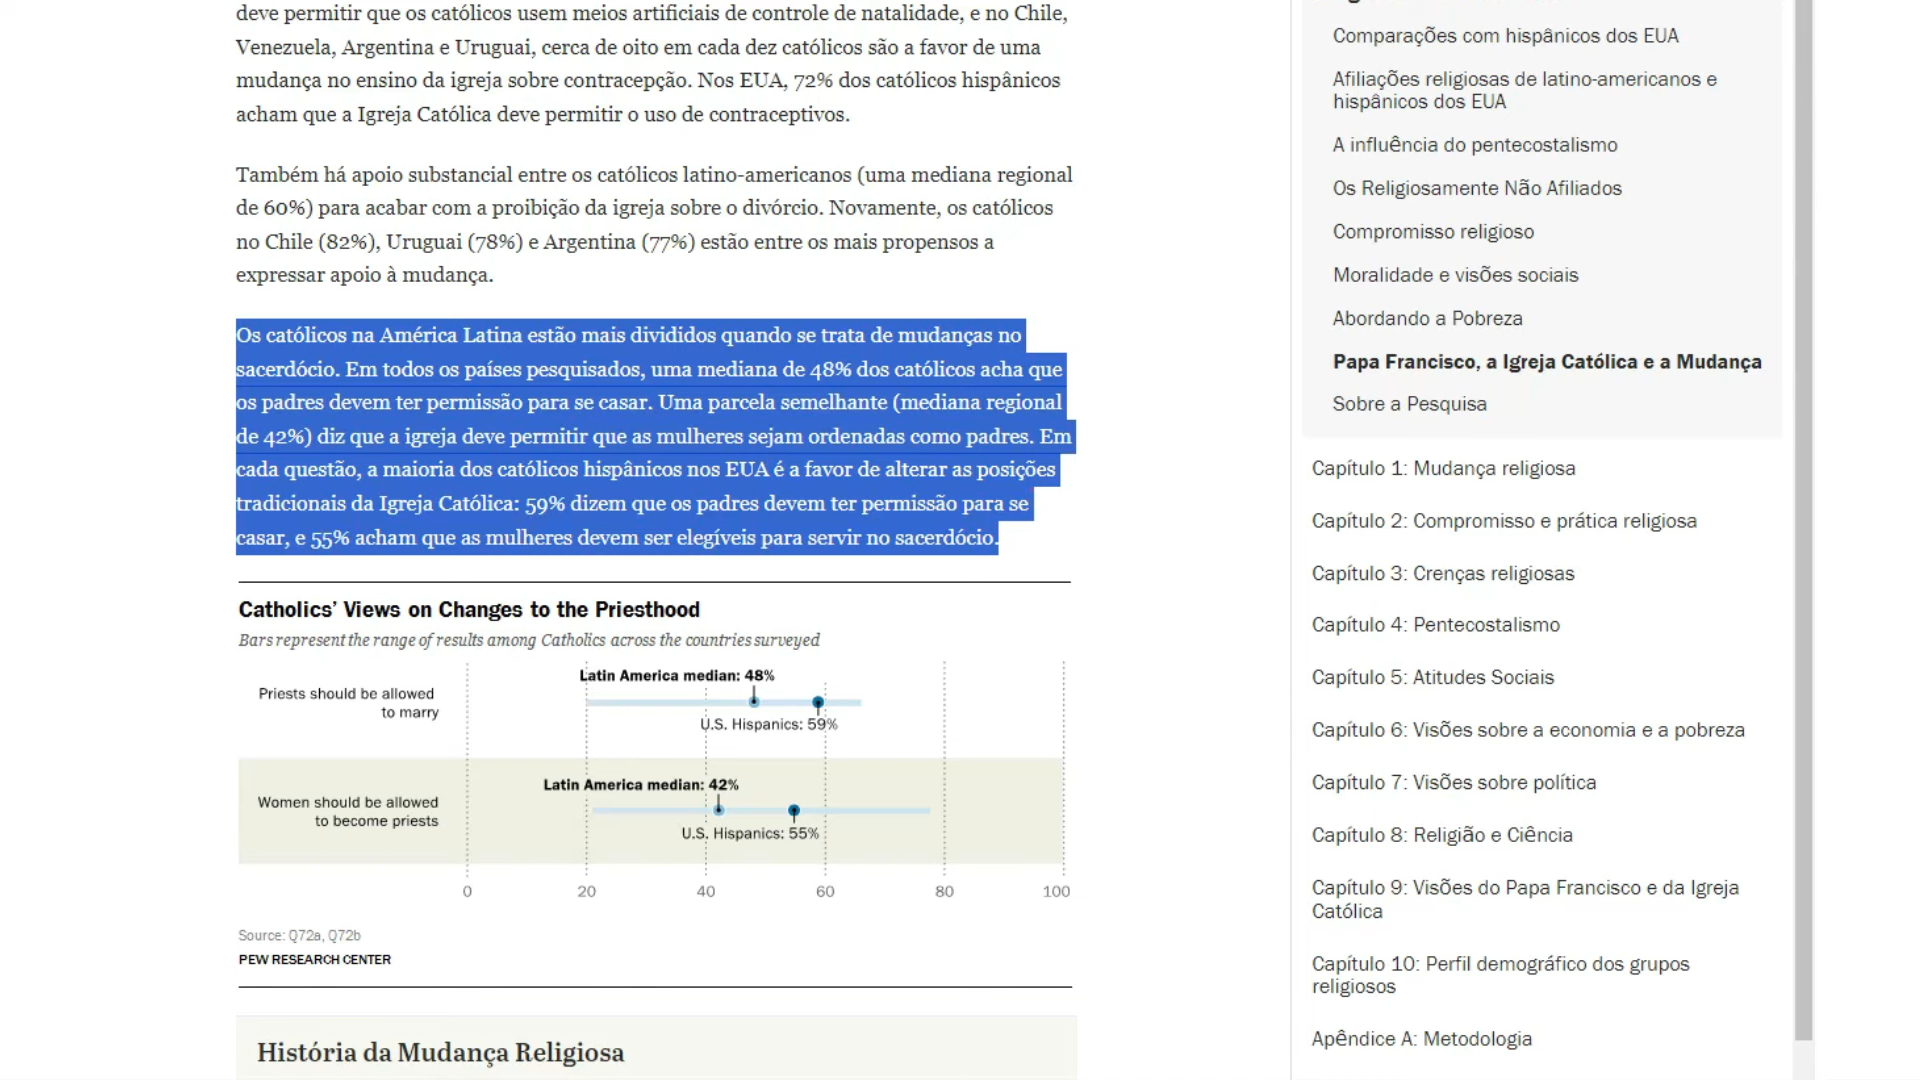 deve permitir que os católicos usem meios artificiais de controle de natalidade, e no Chile,
Venezuela, Argentina e Uruguai, cerca de oito em cada dez católicos são a favor de uma
mudança no ensino da igreja sobre contracepção. Nos EUA, 72% dos católicos hispânicos
acham que a Igreja Católica deve permitir o uso de contraceptivos.
Também há apoio substancial entre os católicos latino-americanos (uma mediana regional
de 60%) para acabar com a proibição da igreja sobre o divórcio. Novamente, os católicos
no Chile (82%), Uruguai (78%) e Argentina (77%) estão entre os mais propensos a
expressar apoio à mudança.
Os católicos na América Latina estão mais divididos quando se trata de mudanças no
sacerdócio. Em todos os países pesquisados, uma mediana de 48% dos católicos acha que
os padres devem ter permissão para se casar. Uma parcela semelhante (mediana regional
de 42%) diz que a igreja deve permitir que as mulheres sejam ordenadas como padres. Em
cada questão, a maioria dos católicos hispânicos nos EUA é a favor de alterar as posições
tradicionais da Igreja Católica: 59% dizem que os padres devem ter permissão para se
casar, e 55% acham que as mulheres devem ser elegíveis para servir no sacerdócio.
Catholics' Views on Changes to the Priesthood
Bars represent the range of results among Catholics across the countries surveyed
Latin America median: 48%
Priests should be allowed
to marry
U.S. Hispanics: 59%
Latin America median: 42%
Women should be allowed
to become priests
U.S. Hispanics: 55%
0 20 40 60 80 100
Source: Q72a, Q72b
PEW RESEARCH CENTER
História da Mudança Religiosa
Comparações com hispânicos dos EUA
Afiliações religiosas de latino-americanos e
hispânicos dos EUA
A influência do pentecostalismo
Os Religiosamente Não Afiliados
Compromisso religioso
Moralidade e visões sociais
Abordando a Pobreza
Papa Francisco, a Igreja Católica e a Mudança
Sobre a Pesquisa
Capítulo 1: Mudança religiosa
Capítulo 2: Compromisso e prática religiosa
Capítulo 3: Crenças religiosas
Capítulo 4: Pentecostalismo
Capítulo 5: Atitudes Sociais
Capítulo 6: Visões sobre a economia e a pobreza
Capítulo 7: Visões sobre política
Capítulo 8: Religião e Ciência
Capítulo 9: Visões do Papa Francisco e da Igreja
Católica
Capítulo 10: Perfil demográfico dos grupos
religiosos
Apêndice A: Metodologia